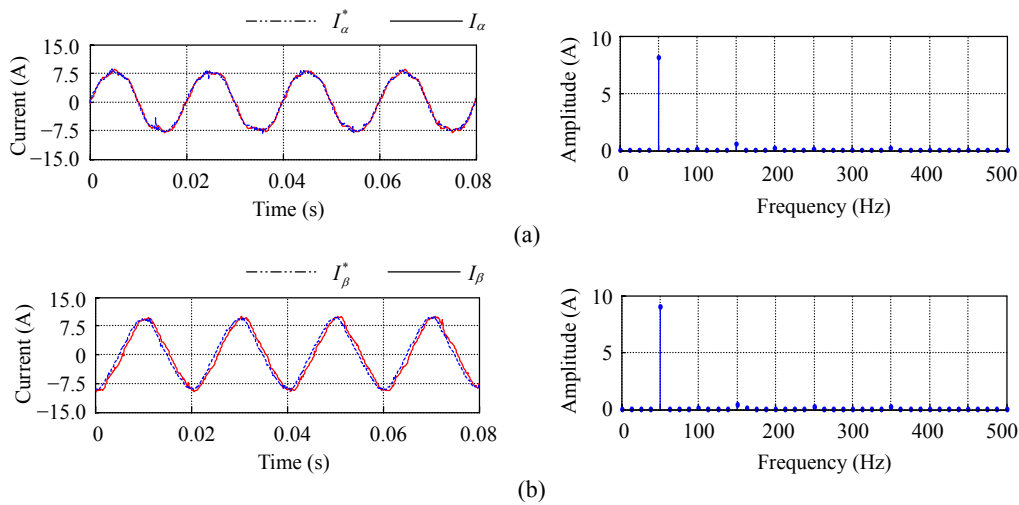 I*α Iα
Current (A)
15.0
7.5
0
−7.5
−15.0
0 0.02 0.04 0.06 0.08
Time (s)
Amplitude (A)
10
5
0
0 100 200 300 400 500
Frequency (Hz)
(a)
I*β Iβ
Current (A)
15.0
7.5
0
−7.5
−15.0
0 0.02 0.04 0.06 0.08
Time (s)
Amplitude (A)
10
5
0
0 100 200 300 400 500
Frequency (Hz)
(b)